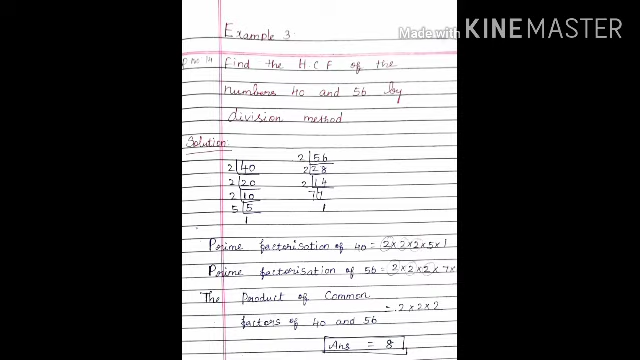 Made with KINEMASTER
Example 3.
Find the H.C.F of the
numbers 40 and 56 by
division method
Solution
2 | 40
2 | 20
2 | 10
5 | 5
1
2 | 56
2 | 28
2 | 14
7 | 7
1
Prime factorisation of 40 = 2 × 2 × 2 × 5 × 1
Prime factorisation of 56 = 2 × 2 × 2 × 7 ×
The Product of Common = 2 × 2 × 2
factors of 40 and 56
Ans = 8